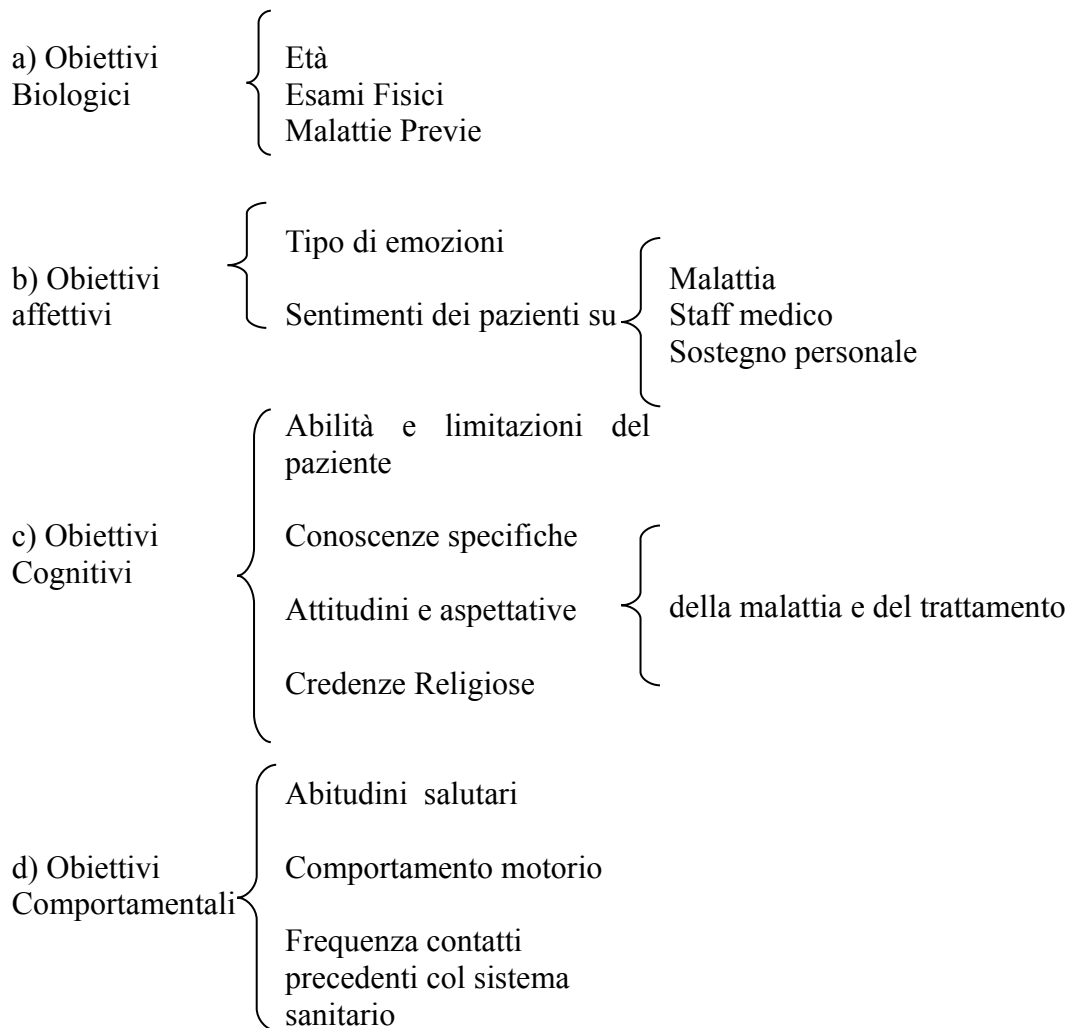 a) Obiettivi
Biologici
Età
Esami Fisici
Malattie Previe
b) Obiettivi
affettivi
Tipo di emozioni
Sentimenti dei pazienti su
Malattia
Staff medico
Sostegno personale
c) Obiettivi
Cognitivi
Abilità e limitazioni del
paziente
Conoscenze specifiche
Attitudini e aspettative
Credenze Religiose
della malattia e del trattamento
d) Obiettivi
Comportamentali
Abitudini salutari
Comportamento motorio
Frequenza contatti
precedenti col sistema
sanitario